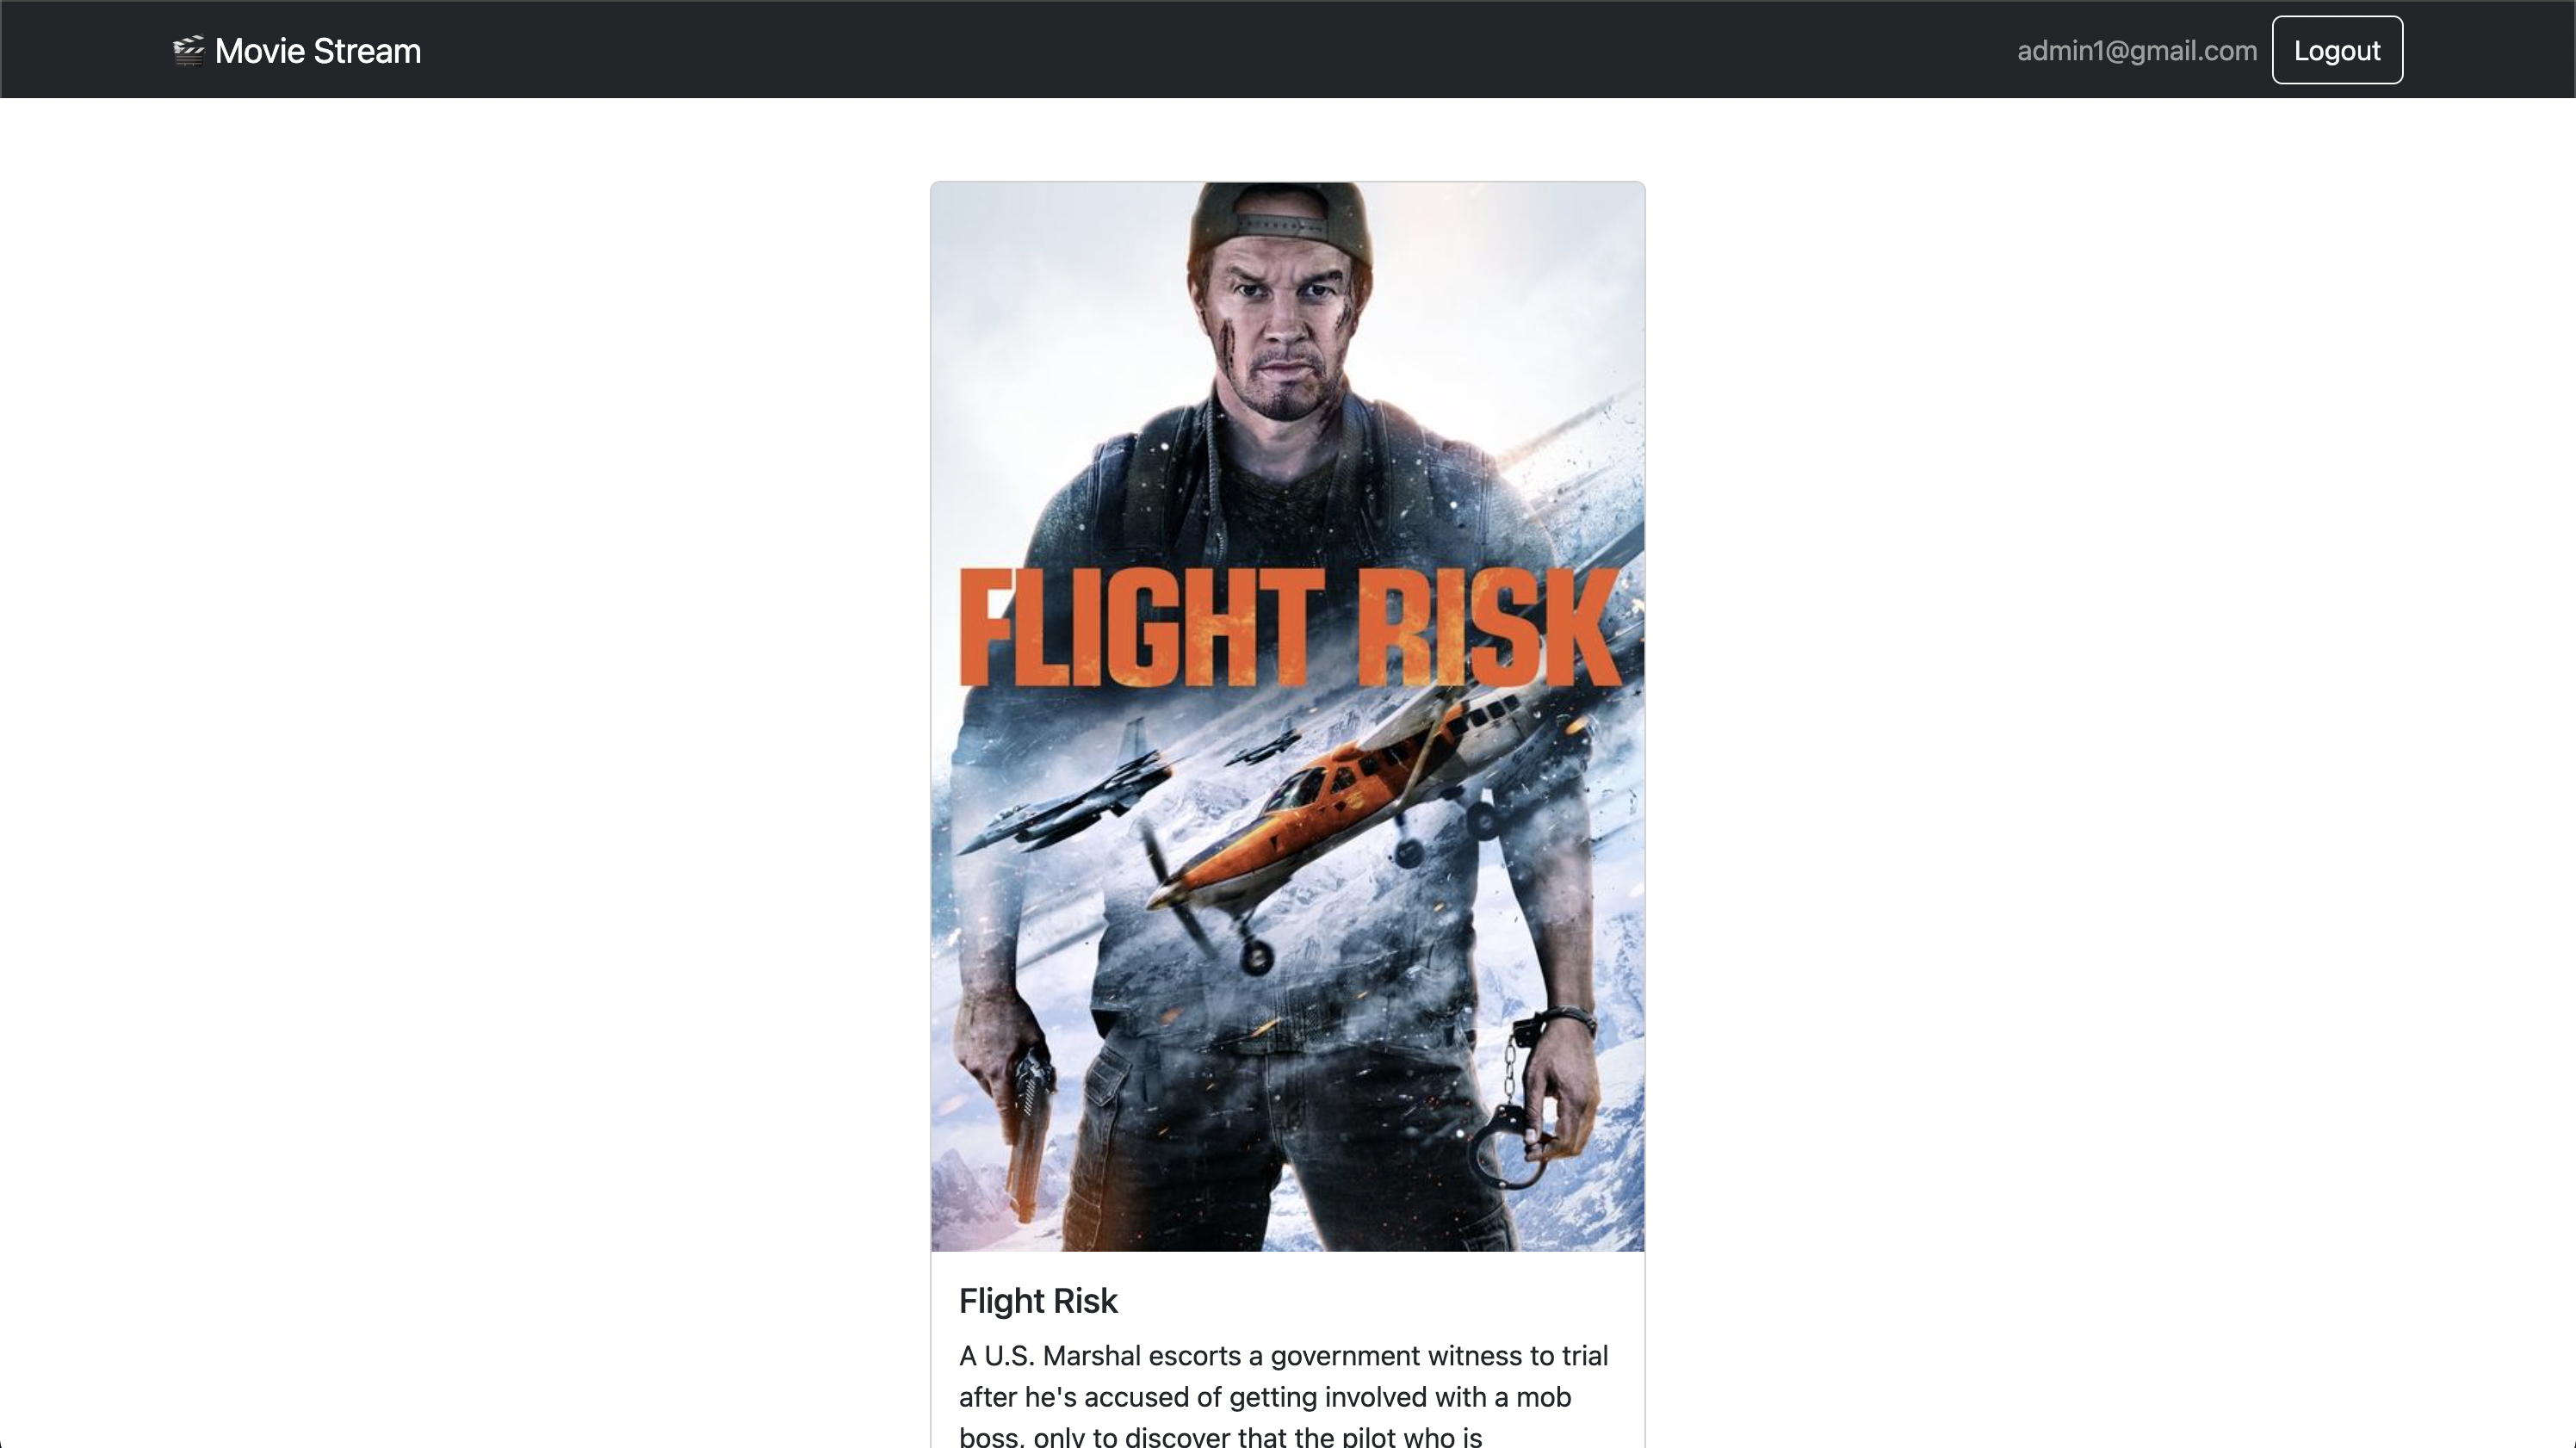 Movie Stream
admin1@gmail.com
Logout
FLIGHT RISK
Flight Risk
A U.S. Marshal escorts a government witness to trial
after he's accused of getting involved with a mob
boss, only to discover that the pilot who is